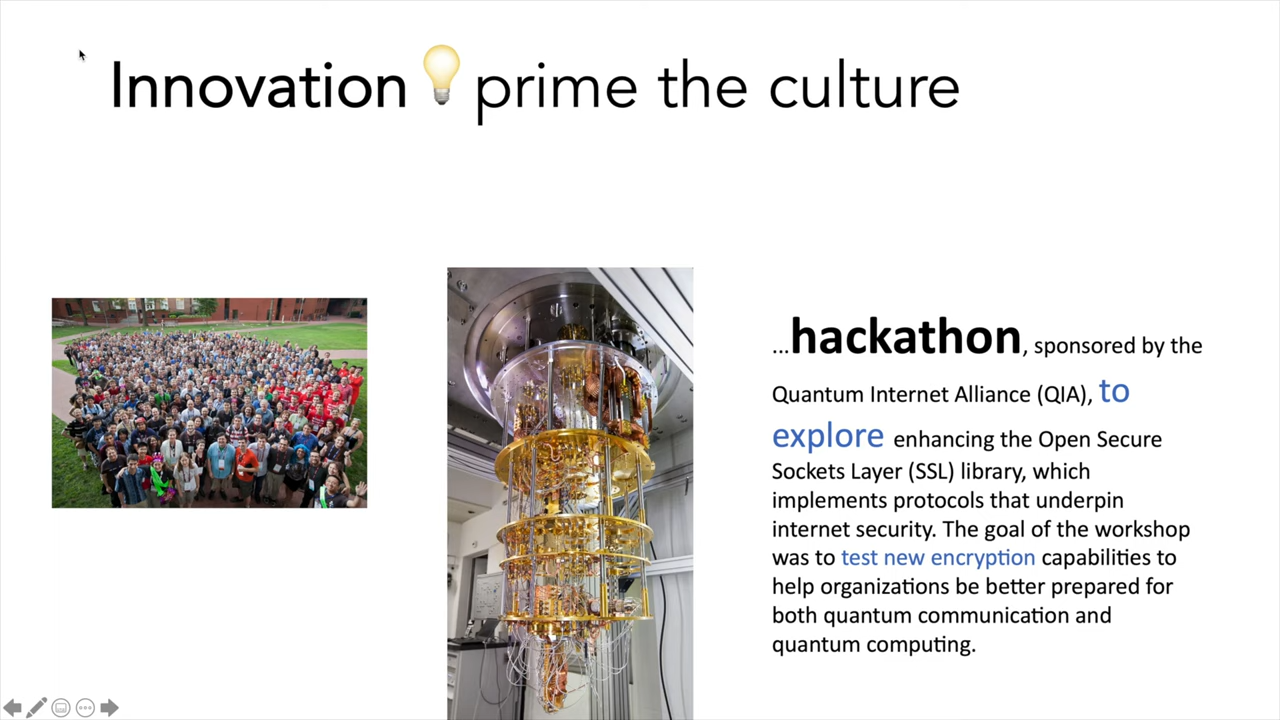 Innovation 💡 prime the culture
...hackathon, sponsored by the
Quantum Internet Alliance (QIA), to
explore enhancing the Open Secure
Sockets Layer (SSL) library, which
implements protocols that underpin
internet security. The goal of the workshop
was to test new encryption capabilities to
help organizations be better prepared for
both quantum communication and
quantum computing.